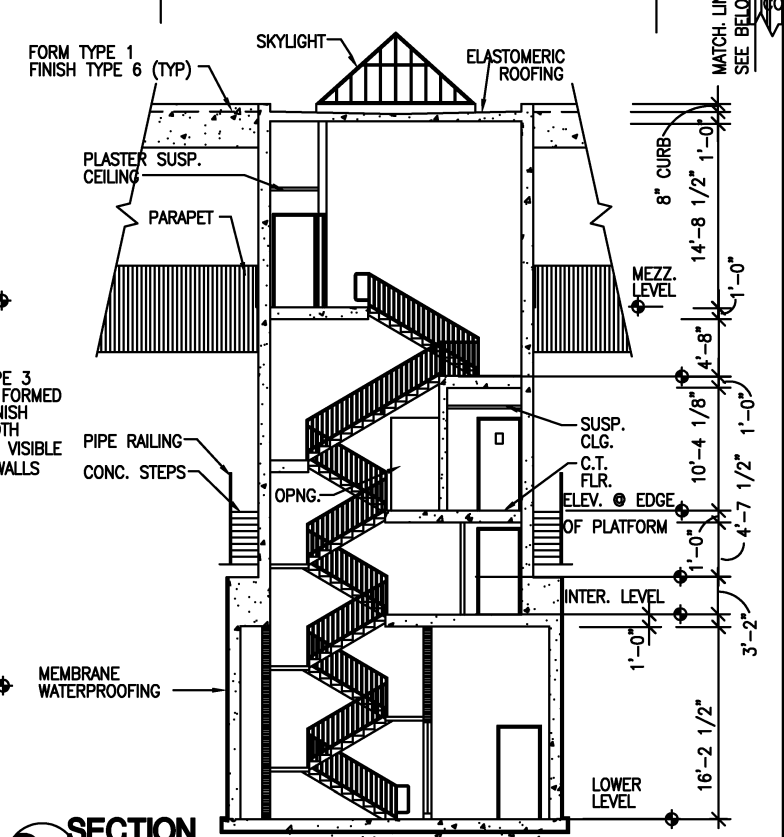 FORM TYPE 1
FINISH TYPE 6 (TYP)
SKYLIGHT
ELASTOMERIC
ROOFING
MATCH. LIN
SEE BELO
PLASTER SUSP.
CEILING
PARAPET
8" CURB
1'-0"
14'-8 1/2"
MEZZ.
LEVEL
1'-0"
4'-8"
PE 3
FORMED
NISH
OTH
VISIBLE
WALLS
PIPE RAILING
CONC. STEPS
OPNG.
SUSP.
CLG.
C.T.
FLR.
10'-4 1/8"
1'-0"
ELEV. @ EDGE
OF PLATFORM
1'-0"
4'-7 1/2"
INTER. LEVEL
1'-0"
3'-2"
MEMBRANE
WATERPROOFING
16'-2 1/2"
LOWER
LEVEL
SECTION